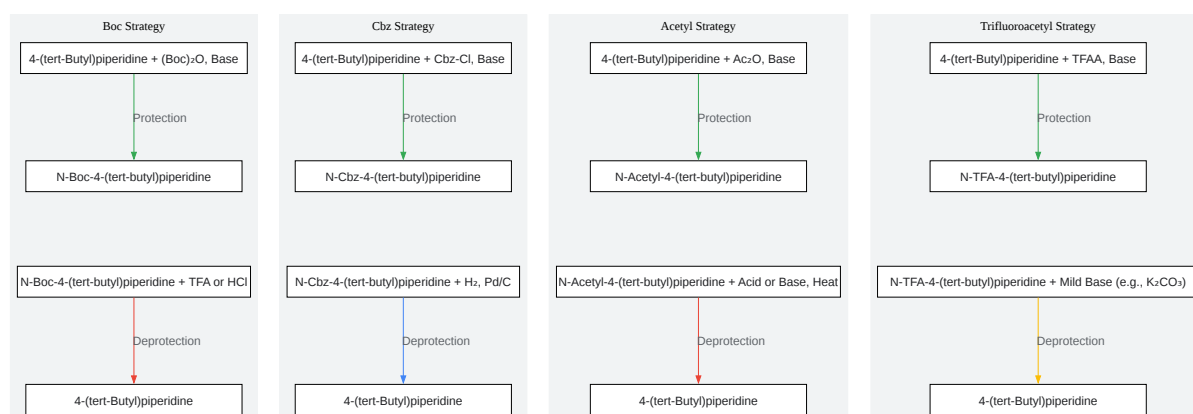 Boc Strategy
4-(tert-Butyl)piperidine + (Boc)₂O, Base
Protection
N-Boc-4-(tert-butyl)piperidine
N-Boc-4-(tert-butyl)piperidine + TFA or HCl
Deprotection
4-(tert-Butyl)piperidine
Cbz Strategy
4-(tert-Butyl)piperidine + Cbz-Cl, Base
Protection
N-Cbz-4-(tert-butyl)piperidine
N-Cbz-4-(tert-butyl)piperidine + H₂, Pd/C
Deprotection
4-(tert-Butyl)piperidine
Acetyl Strategy
4-(tert-Butyl)piperidine + Ac₂O, Base
Protection
N-Acetyl-4-(tert-butyl)piperidine
N-Acetyl-4-(tert-butyl)piperidine + Acid or Base, Heat
Deprotection
4-(tert-Butyl)piperidine
Trifluoroacetyl Strategy
4-(tert-Butyl)piperidine + TFAA, Base
Protection
N-TFA-4-(tert-butyl)piperidine
N-TFA-4-(tert-butyl)piperidine + Mild Base (e.g., K₂CO₃)
Deprotection
4-(tert-Butyl)piperidine